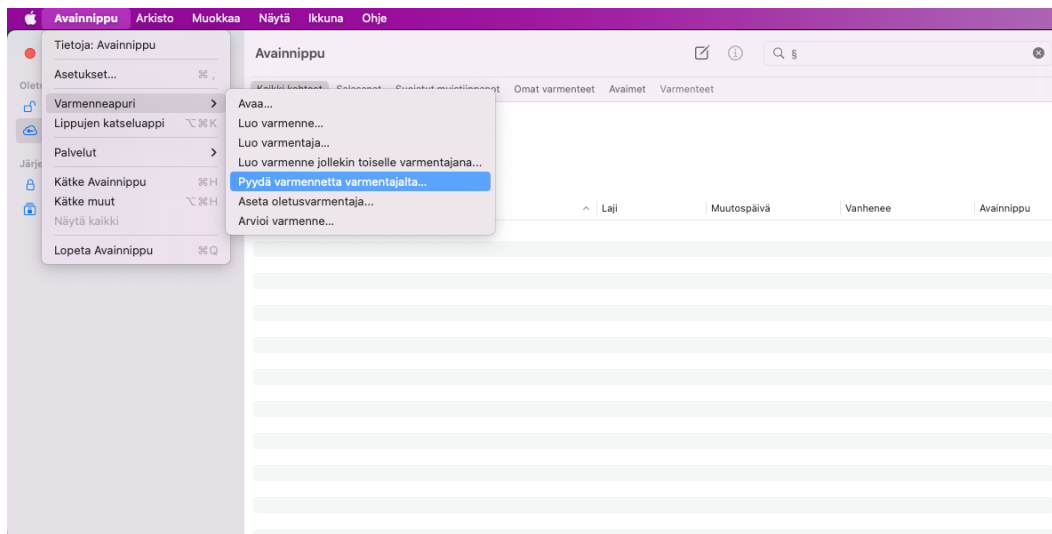 Avainnippu Arkisto Muokkaa Näytä Ikkuna Ohje
Tietoja: Avainnippu
Asetukset... ⌘ ,
Varmenneapuri >
Lippujen katseluappi ⌥⌘K
Palvelut >
Kätke Avainnippu ⌘H
Kätke muut ⌥⌘H
Näytä kaikki
Lopeta Avainnippu ⌘Q
Avaa...
Luo varmenne...
Luo varmentaja...
Luo varmenne jollekin toiselle varmentajana...
Pyydä varmennetta varmentajalta...
Aseta oletusvarmentaja...
Arvioi varmenne...
Avainnippu
§
Omat varmenteet Avaimet Varmenteet
Laji Muutospäivä Vanhenee Avainnippu